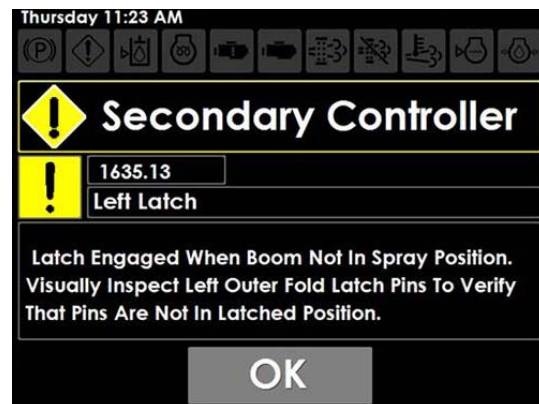 Thursday 11:23 AM
Secondary Controller
1635.13
Left Latch
Latch Engaged When Boom Not In Spray Position.
Visually Inspect Left Outer Fold Latch Pins To Verify
That Pins Are Not In Latched Position.
OK